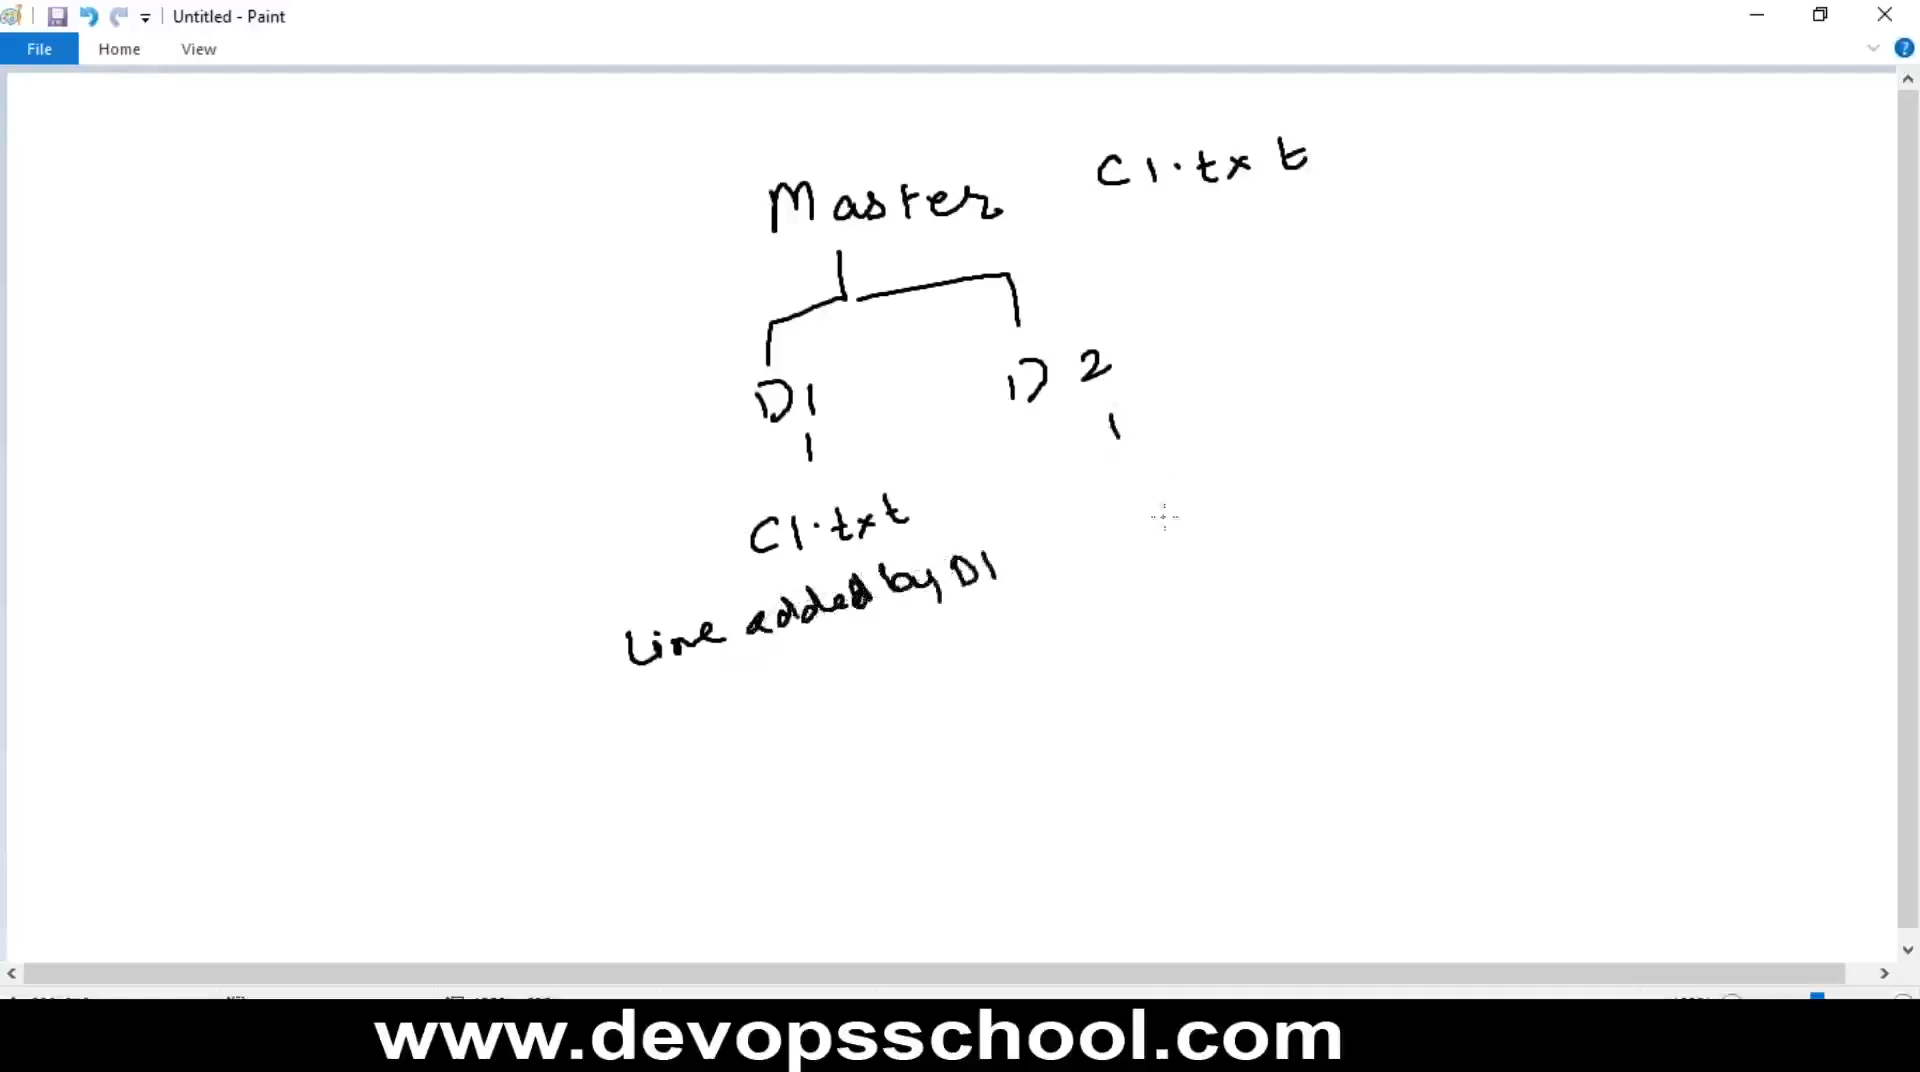 Untitled - Paint
File Home View
C1.txt
Master
D1 D2
1 1
C1.txt
Line added by D1
www.devopsschool.com